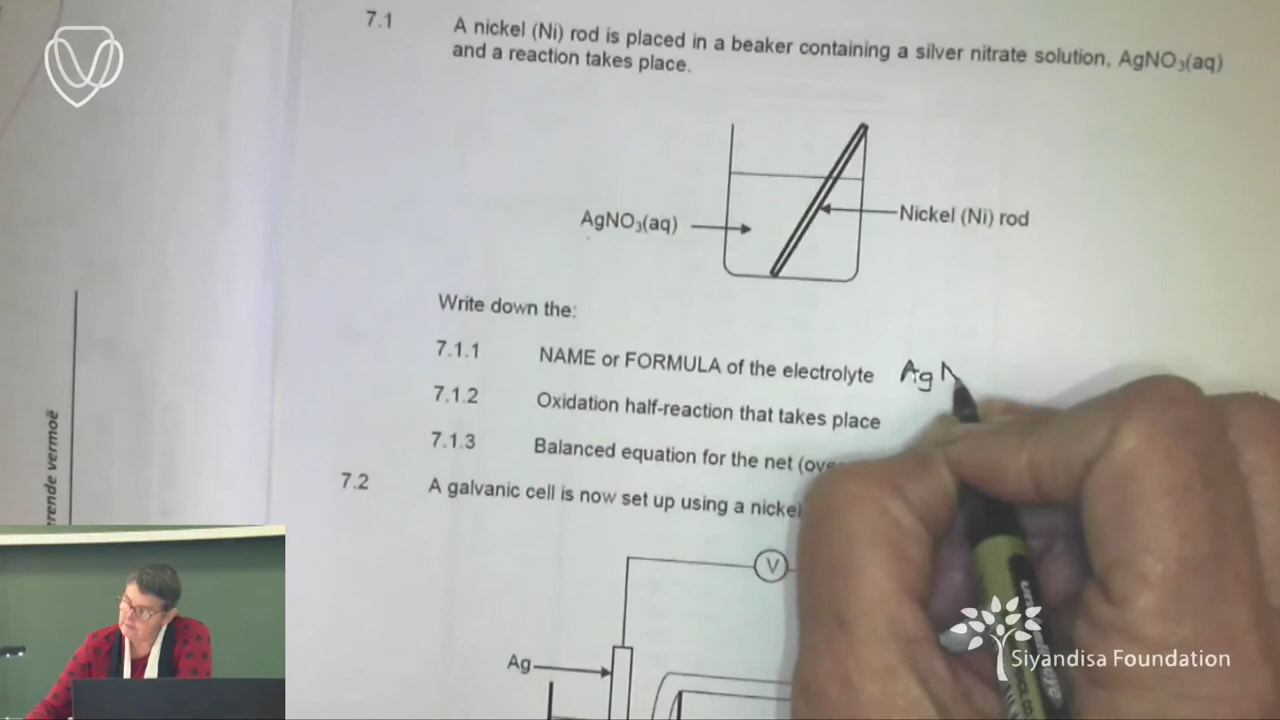 7.1 A nickel (Ni) rod is placed in a beaker containing a silver nitrate solution, AgNO₃(aq)
and a reaction takes place.
AgNO₃(aq)
Nickel (Ni) rod
Write down the:
7.1.1 NAME or FORMULA of the electrolyte Ag N
7.1.2 Oxidation half-reaction that takes place
7.1.3 Balanced equation for the net (ove
7.2 A galvanic cell is now set up using a nickel
V
Ag
rende vermoë
Siyandisa Foundation